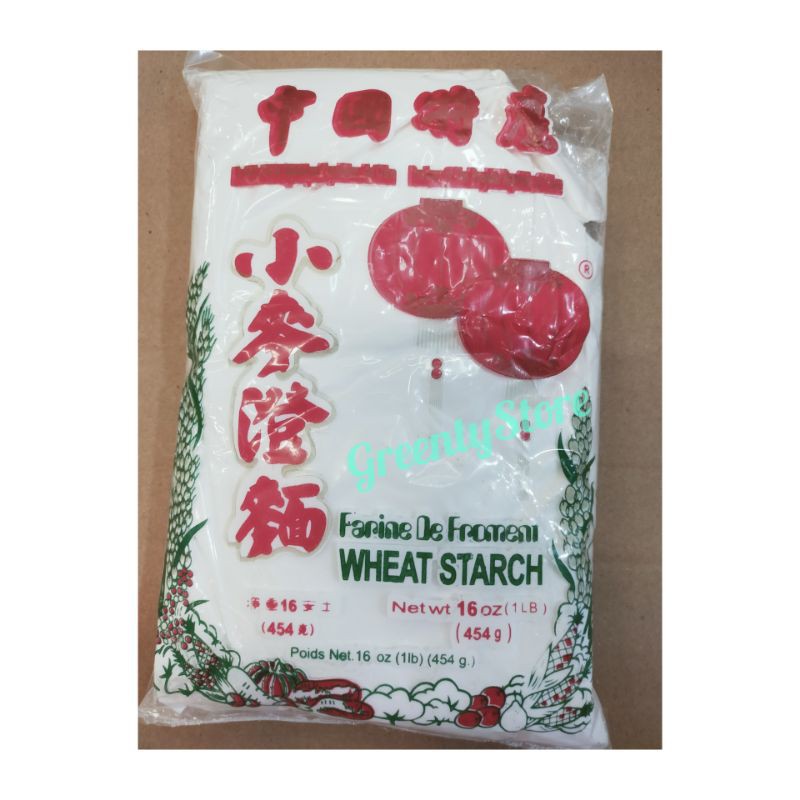 中國特產
®
小麥澄麵
GreentyStore
Farine De Froment
WHEAT STARCH
淨重16安士
(454克)
Net wt 16 oz (1LB)
(454 g)
Poids Net. 16 oz (1lb) (454 g.)